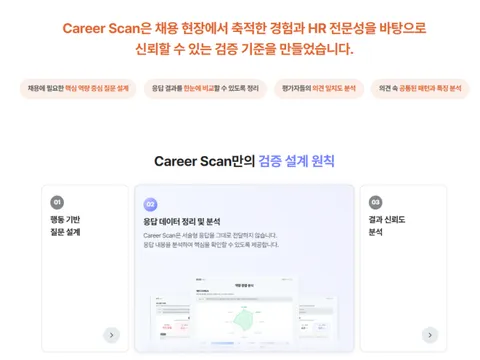 Career Scan은 채용 현장에서 축적한 경험과 HR 전문성을 바탕으로
신뢰할 수 있는 검증 기준을 만들었습니다.
채용에 필요한 핵심 역량 중심 질문 설계
응답 결과를 한눈에 비교할 수 있도록 정리
평가자들의 의견 일치도 분석
의견 속 공통된 패턴과 특징 분석
Career Scan만의 검증 설계 원칙
01
행동 기반
질문 설계
02
응답 데이터 정리 및 분석
Career Scan은 서술형 응답을 그대로 전달하지 않습니다.
응답 내용을 분석하여 핵심을 확인할 수 있도록 제공합니다.
03
결과 신뢰도
분석